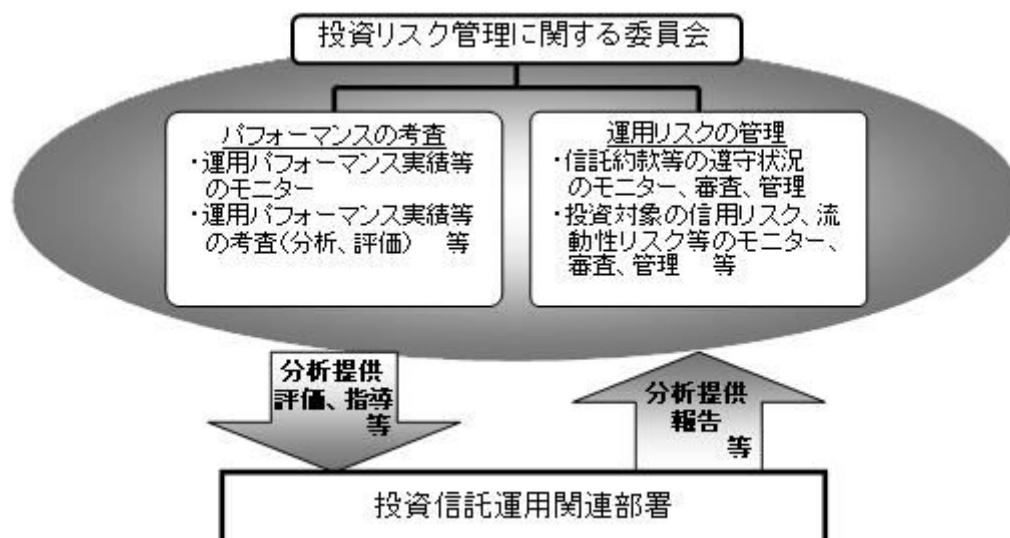 投資リスク管理に関する委員会
パフォーマンスの考査
・運用パフォーマンス実績等
のモニター
・運用パフォーマンス実績等
の考査(分析、評価)　等
運用リスクの管理
・信託約款等の遵守状況
のモニター、審査、管理
・投資対象の信用リスク、流
動性リスク等のモニター、
審査、管理　等
分析提供
評価、指導
等
分析提供
報告
等
投資信託運用関連部署